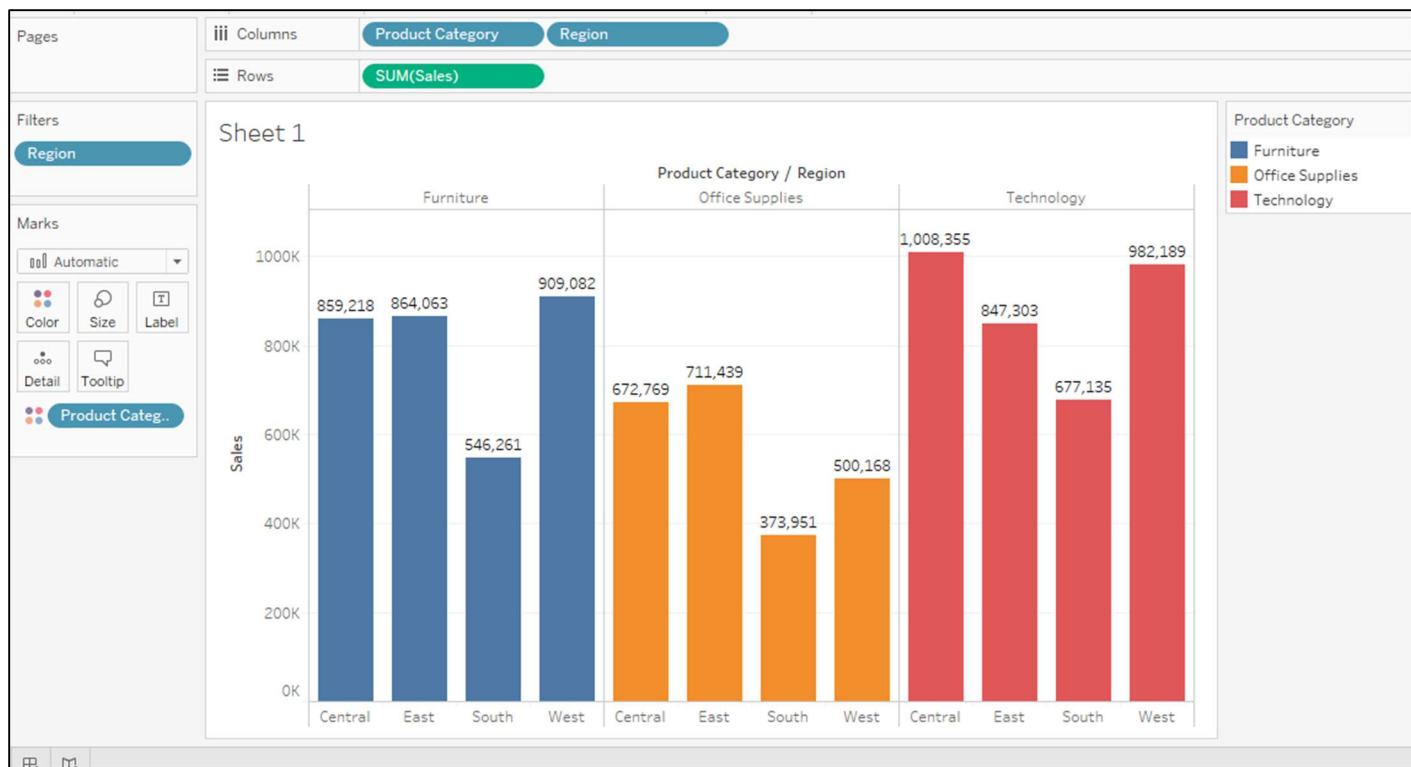 Pages
Columns
Product Category
Region
Rows
SUM(Sales)
Filters
Region
Marks
Automatic
Color
Size
Label
Detail
Tooltip
Product Categ..
Sheet 1
Product Category / Region
Furniture
Office Supplies
Technology
Sales
1000K
800K
600K
400K
200K
0K
859,218
864,063
546,261
909,082
672,769
711,439
373,951
500,168
1,008,355
847,303
677,135
982,189
Central
East
South
West
Central
East
South
West
Central
East
South
West
Product Category
Furniture
Office Supplies
Technology